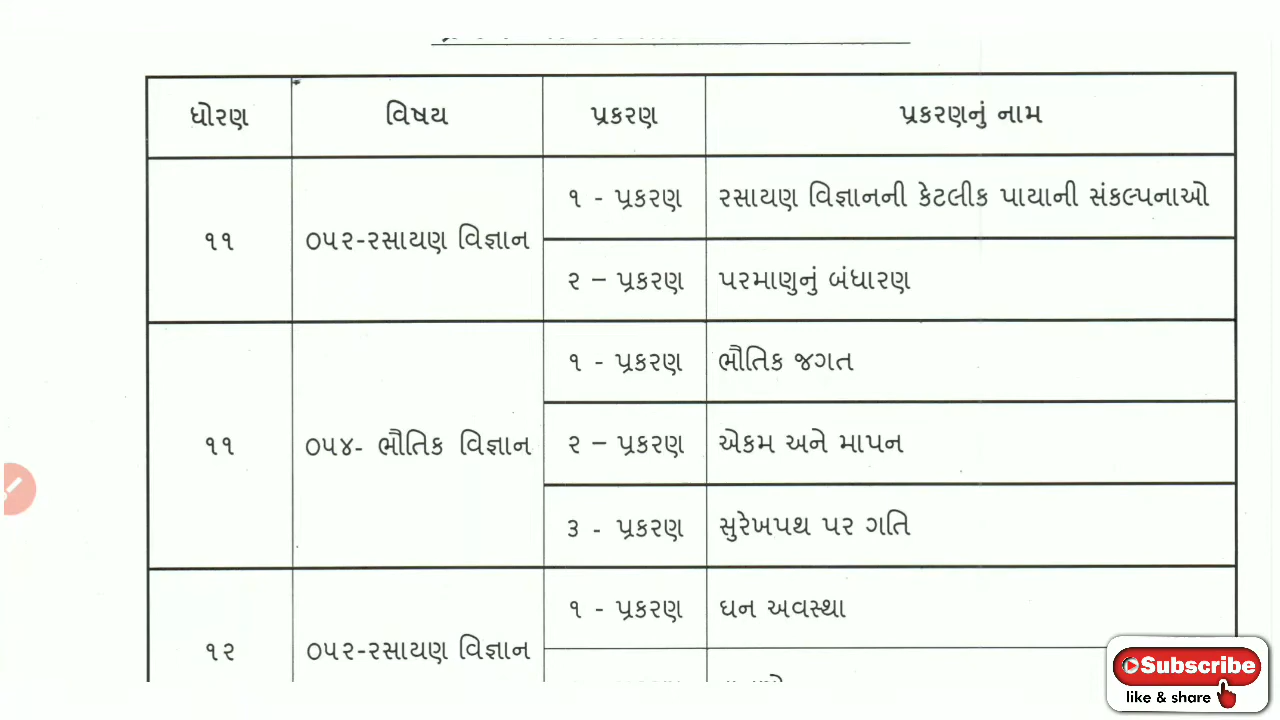 ધોરણ વિષય પ્રકરણ પ્રકરણનું નામ
૧૧ ૦૫૨-રસાયણ વિજ્ઞાન ૧ - પ્રકરણ રસાયણ વિજ્ઞાનની કેટલીક પાયાની સંકલ્પનાઓ
૨ – પ્રકરણ પરમાણુનું બંધારણ
૧૧ ૦૫૪- ભૌતિક વિજ્ઞાન ૧ - પ્રકરણ ભૌતિક જગત
૨ – પ્રકરણ એકમ અને માપન
૩ - પ્રકરણ સુરેખપથ પર ગતિ
૧૨ ૦૫૨-રસાયણ વિજ્ઞાન ૧ - પ્રકરણ ઘન અવસ્થા
Subscribe
like & share